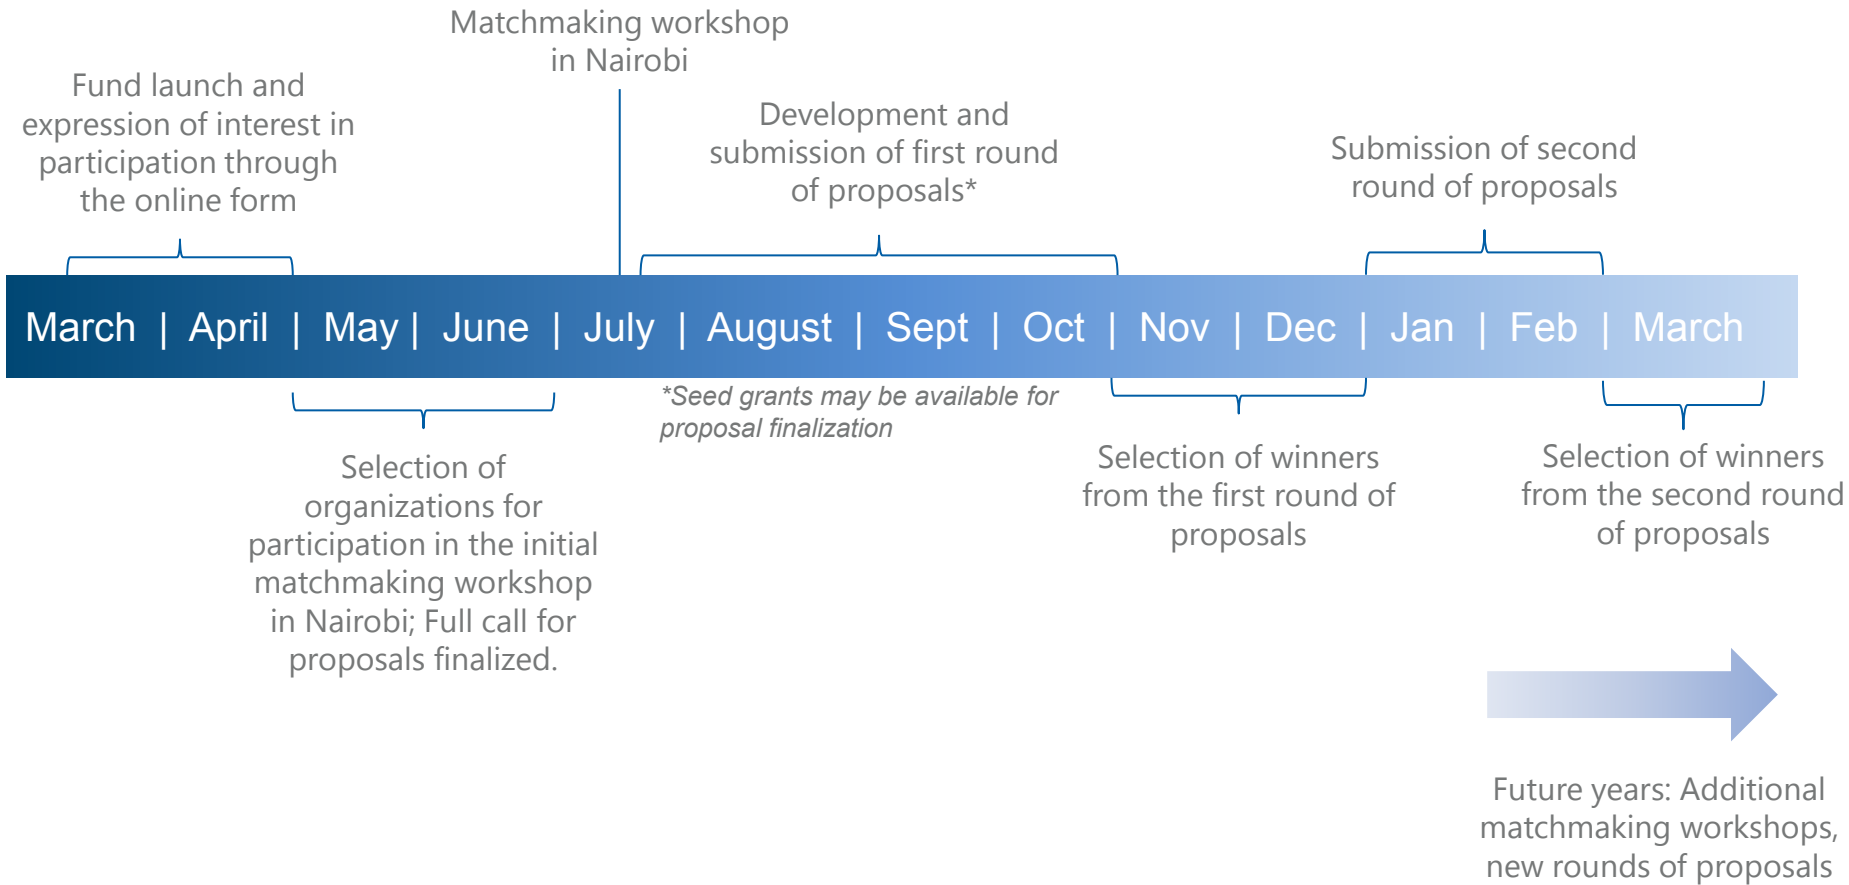 Matchmaking workshop
in Nairobi
Fund launch and
expression of interest in
participation through
the online form
Development and
submission of first round
of proposals*
Submission of second
round of proposals
March | April | May | June | July | August | Sept | Oct | Nov | Dec | Jan | Feb | March
*Seed grants may be available for
proposal finalization
Selection of
organizations for
participation in the initial
matchmaking workshop
in Nairobi; Full call for
proposals finalized.
Selection of winners
from the first round of
proposals
Selection of winners
from the second round
of proposals
Future years: Additional
matchmaking workshops,
new rounds of proposals